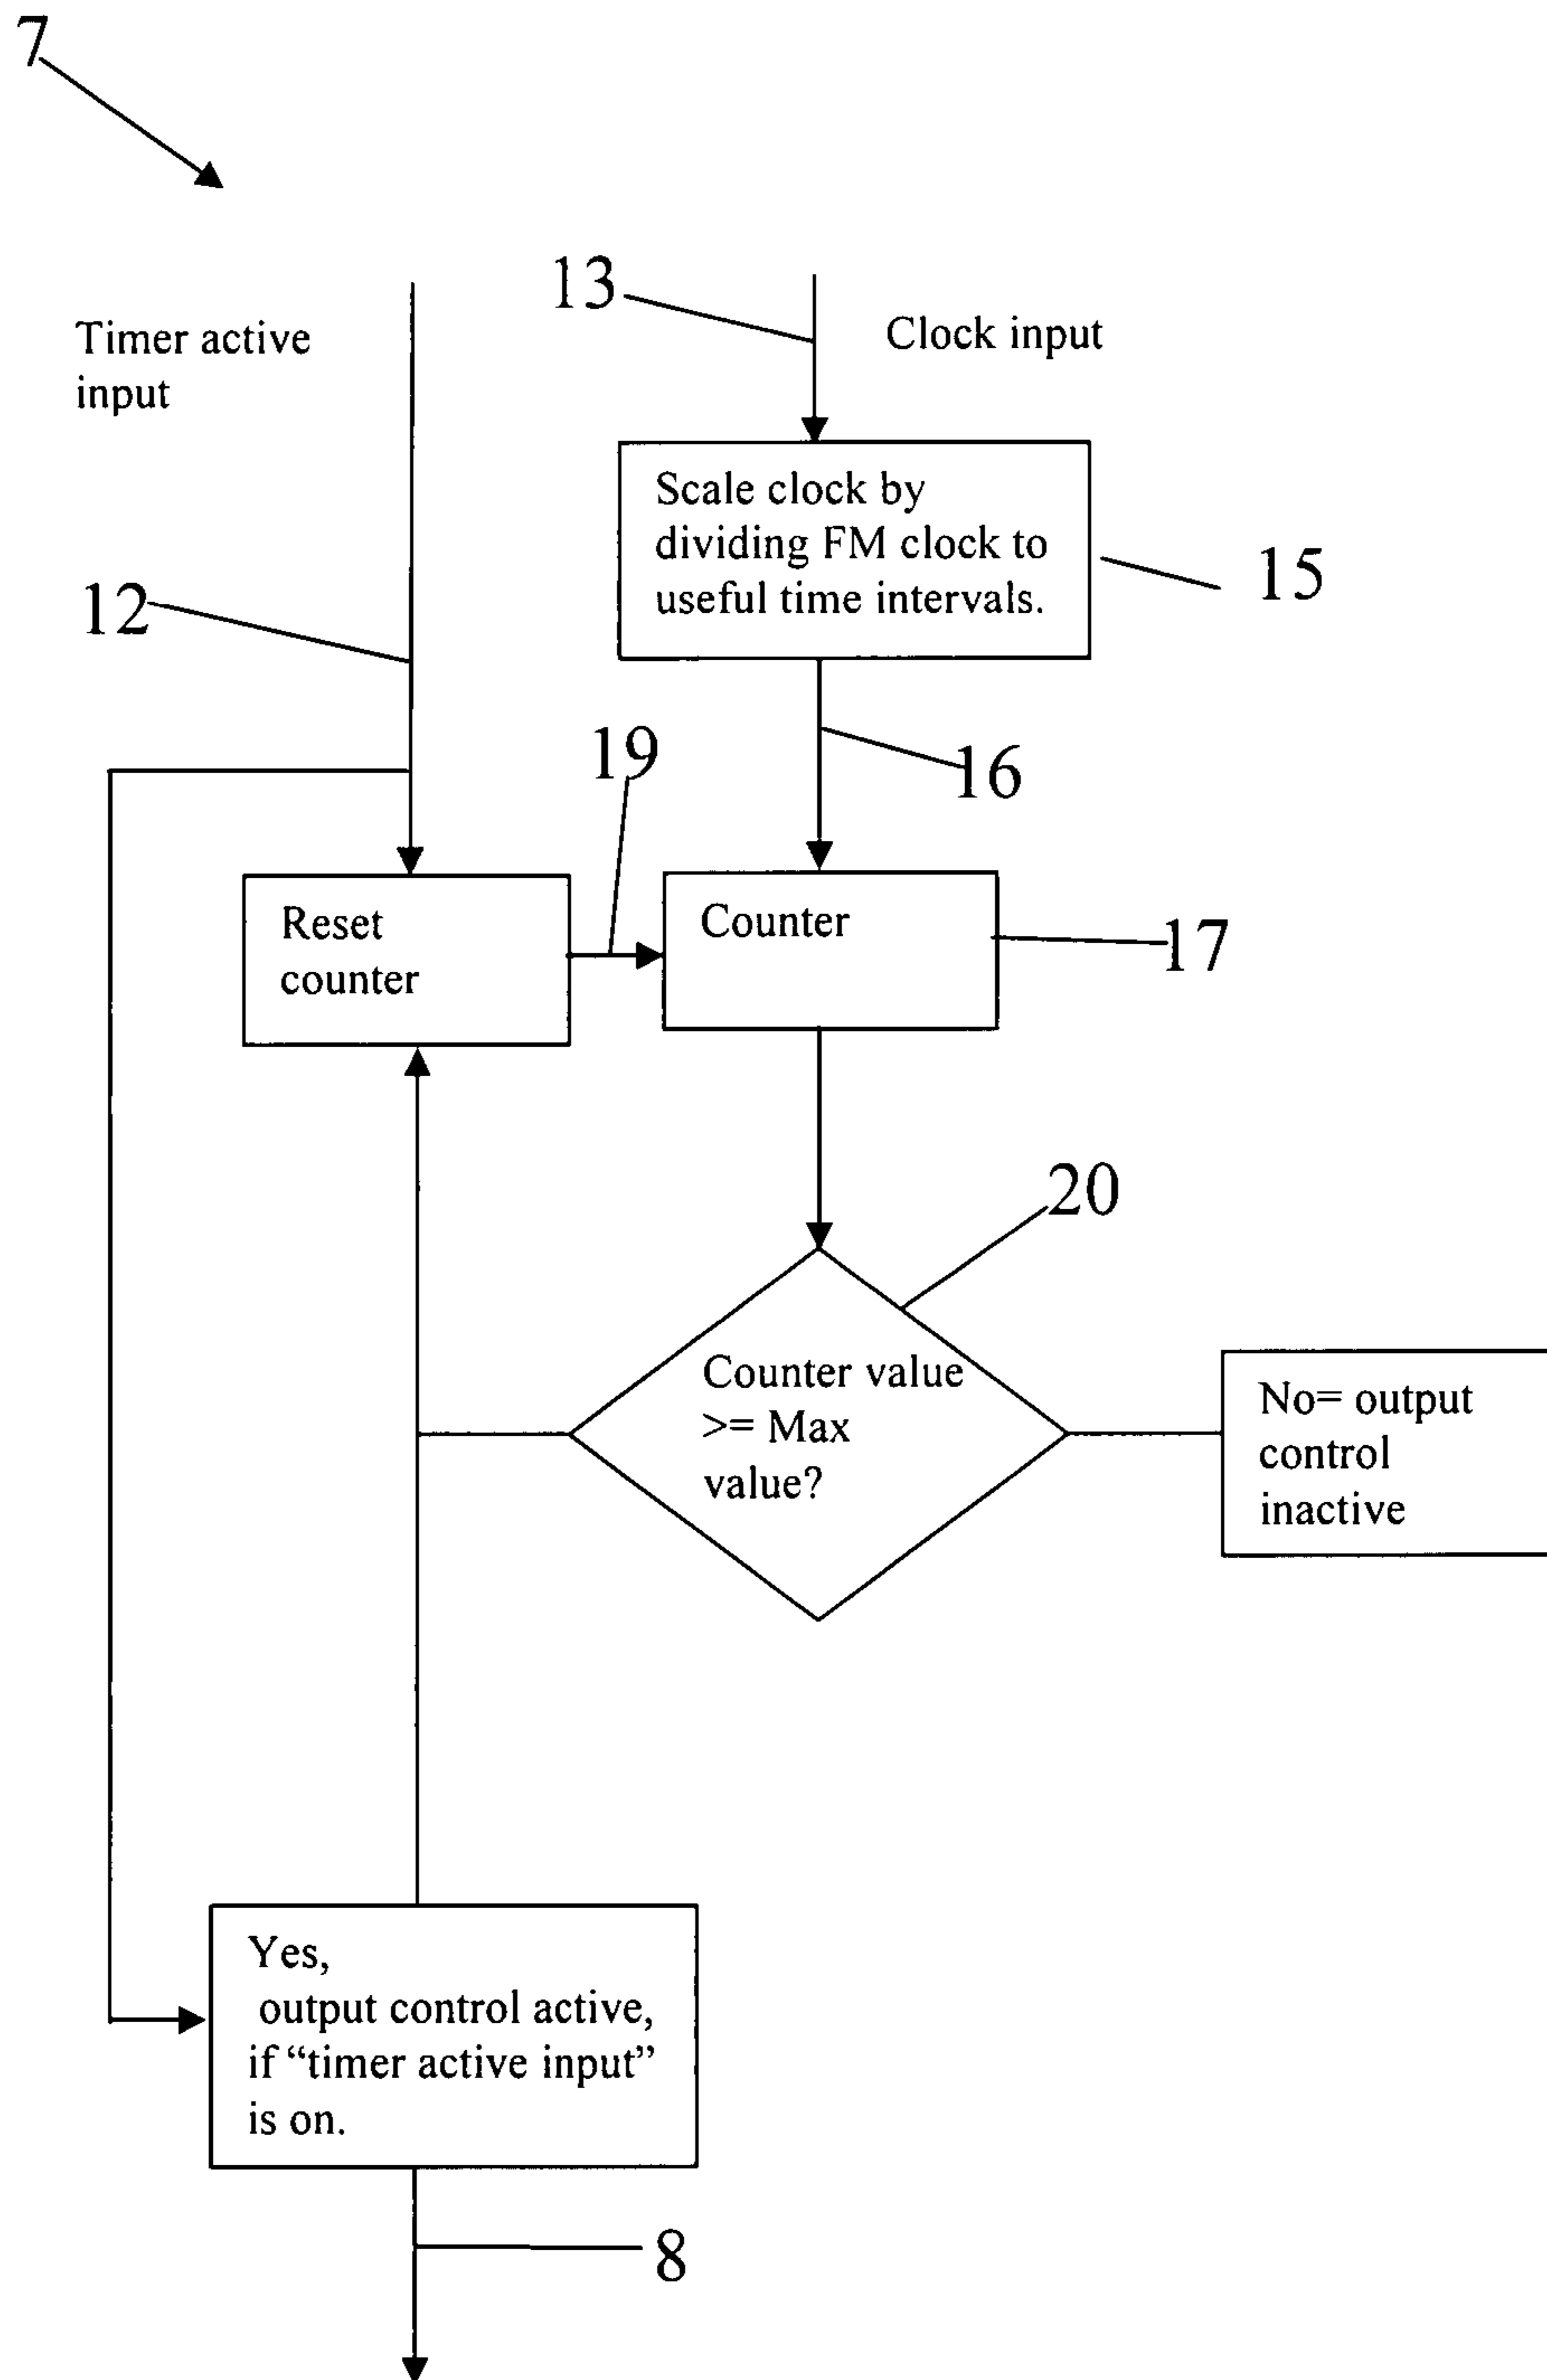 7
13
Timer active
input
Clock input
Scale clock by
dividing FM clock to
useful time intervals.
15
12
19
16
Reset
counter
Counter
17
20
Counter value
>= Max
value?
No= output
control
inactive
Yes,
output control active,
if “timer active input”
is on.
8